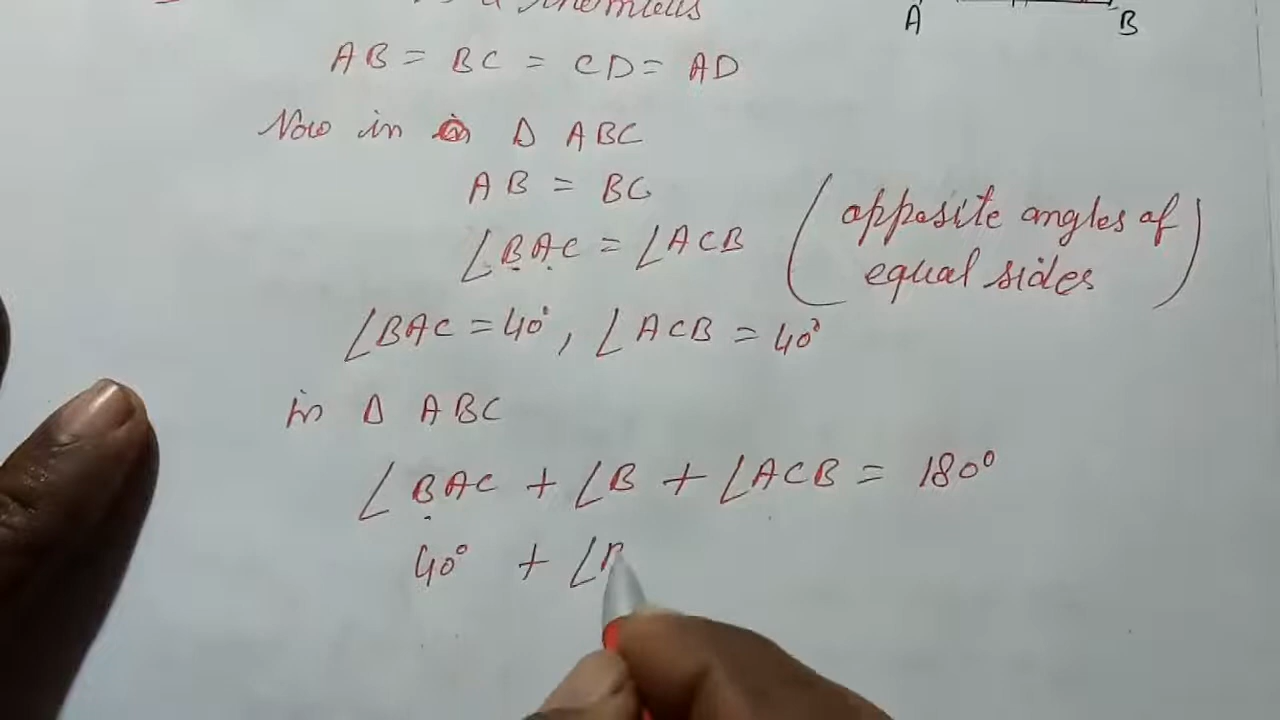 A B
AB = BC = CD = AD
Now in Δ ABC
AB = BC
∠BAC = ∠ACB (opposite angles of equal sides)
∠BAC = 40°, ∠ACB = 40°
in Δ ABC
∠BAC + ∠B + ∠ACB = 180°
40° + ∠B